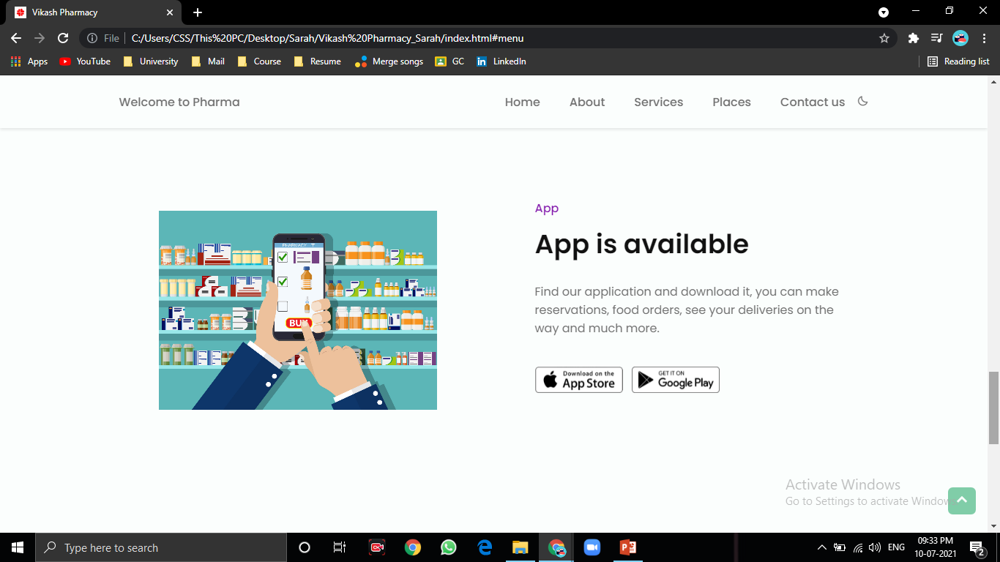 Vikash Pharmacy
File
C:/Users/CSS/This%20PC/Desktop/Sarah/Vikash%20Pharmacy_Sarah/index.html#menu
Apps
YouTube
University
Mail
Course
Resume
Merge songs
GC
LinkedIn
Reading list
Welcome to Pharma
Home
About
Services
Places
Contact us
PHARMACY
BUY
App
App is available
Find our application and download it, you can make
reservations, food orders, see your deliveries on the
way and much more.
Download on the
App Store
GET IT ON
Google Play
Activate Windows
Go to Settings to activate Windows
Type here to search
ENG
09:33 PM
10-07-2021
2